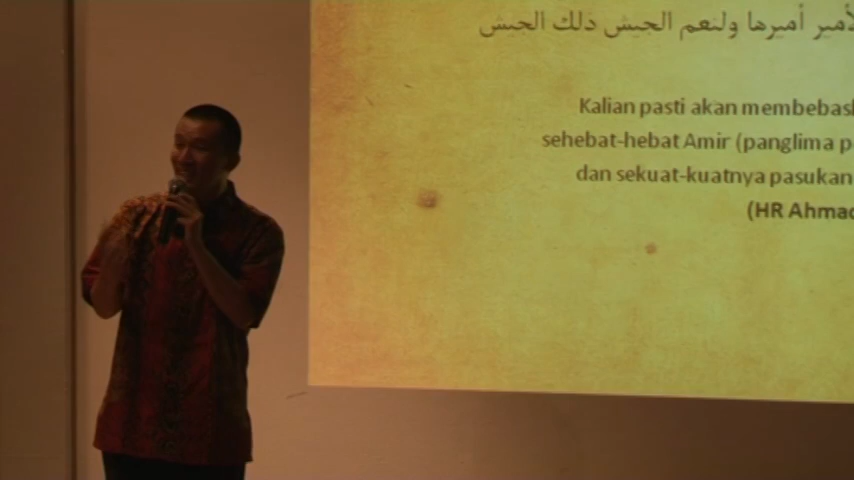 لأمير أميرها ولنعم الجيش ذلك الجيش
Kalian pasti akan membebask
sehebat-hebat Amir (panglima p
dan sekuat-kuatnya pasukan
(HR Ahmad